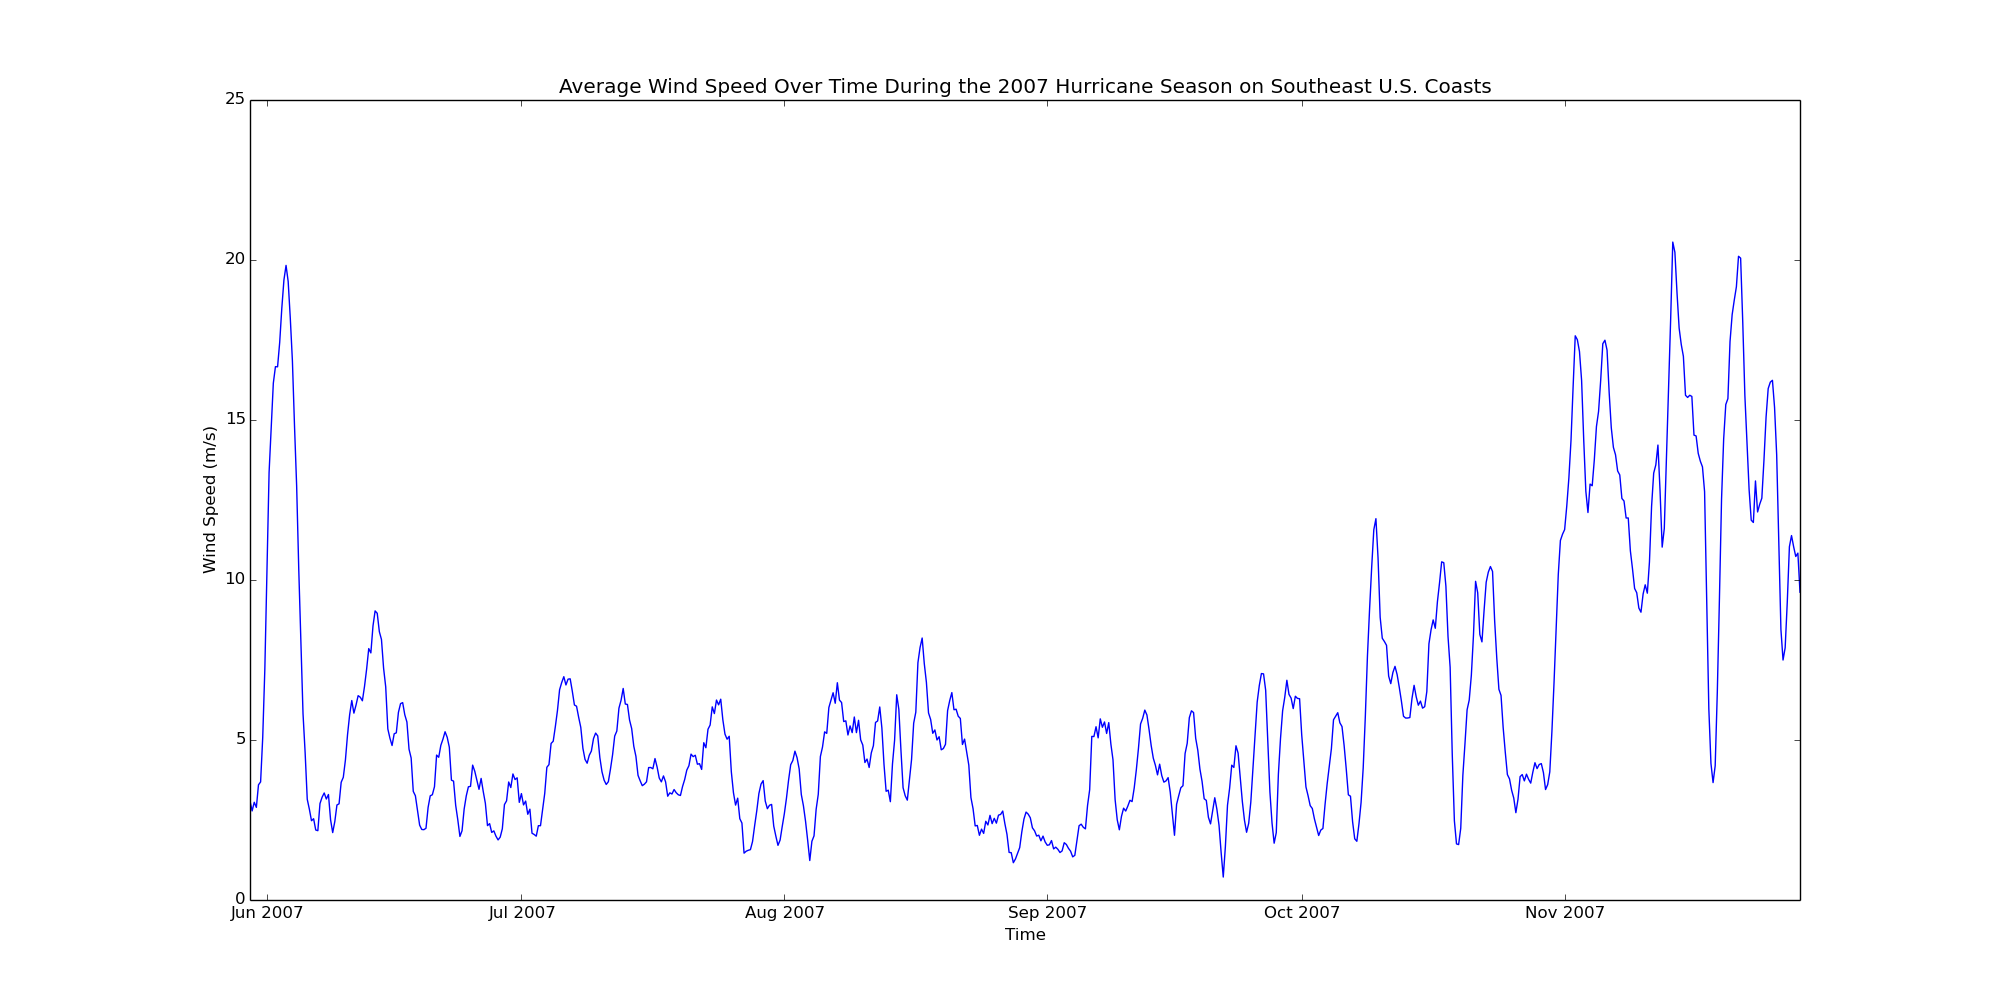 Average Wind Speed Over Time During the 2007 Hurricane Season on Southeast U.S. Coasts
25
20
15
10
5
0
Wind Speed (m/s)
Jun 2007 Jul 2007 Aug 2007 Sep 2007 Oct 2007 Nov 2007
Time